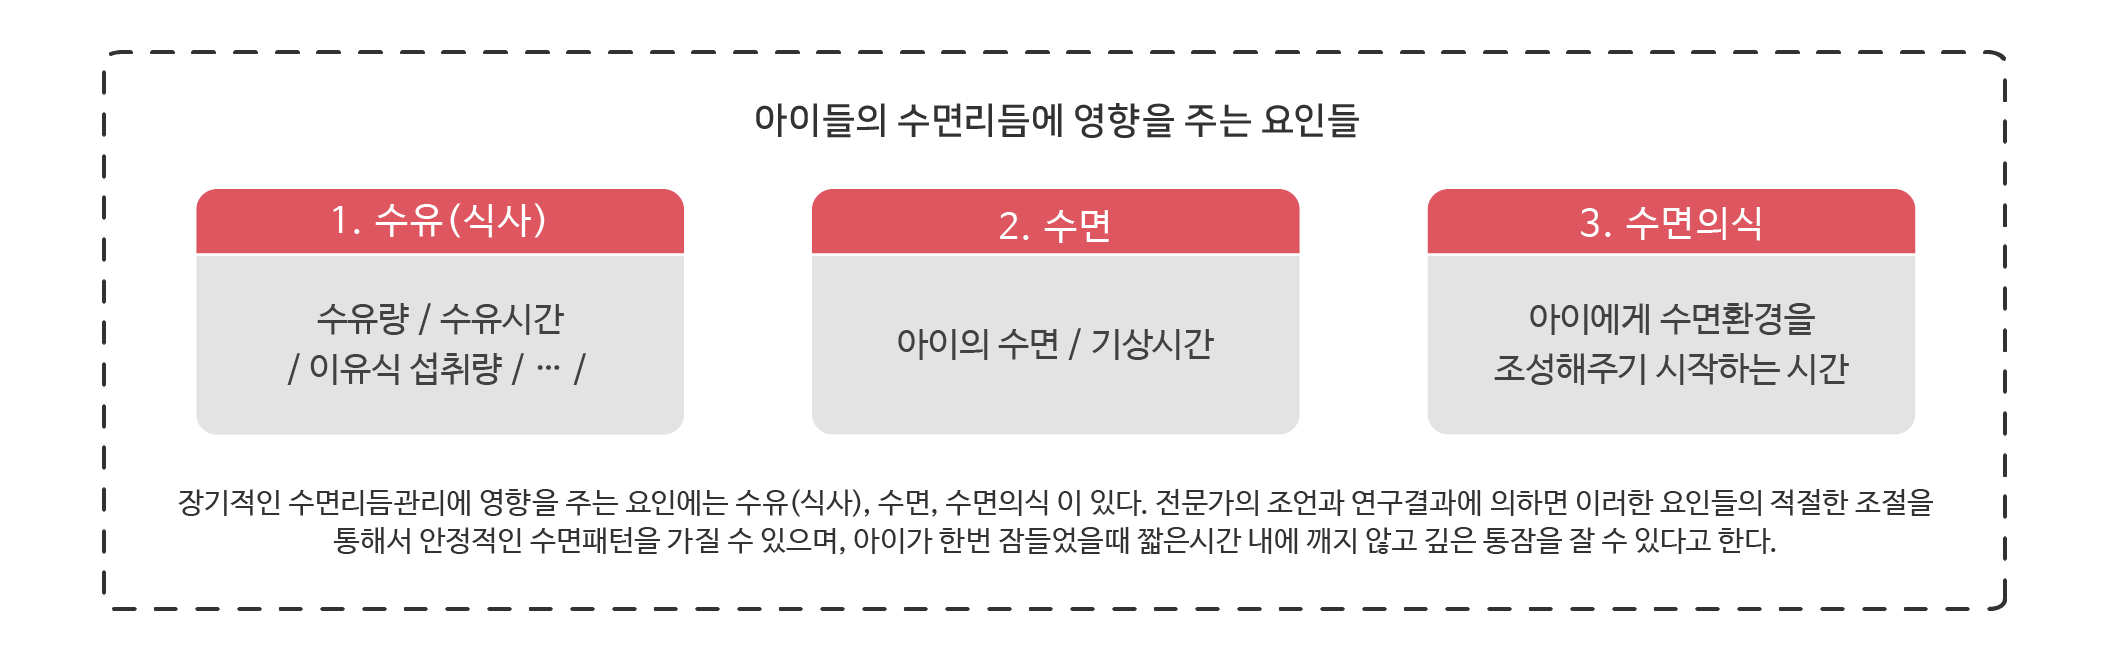 아이들의 수면리듬에 영향을 주는 요인들
1. 수유(식사)
수유량 / 수유시간
/ 이유식 섭취량 / ··· /
2. 수면
아이의 수면 / 기상시간
3. 수면의식
아이에게 수면환경을
조성해주기 시작하는 시간
장기적인 수면리듬관리에 영향을 주는 요인에는 수유(식사), 수면, 수면의식 이 있다. 전문가의 조언과 연구결과에 의하면 이러한 요인들의 적절한 조절을
통해서 안정적인 수면패턴을 가질 수 있으며, 아이가 한번 잠들었을때 짧은시간 내에 깨지 않고 깊은 통잠을 잘 수 있다고 한다.